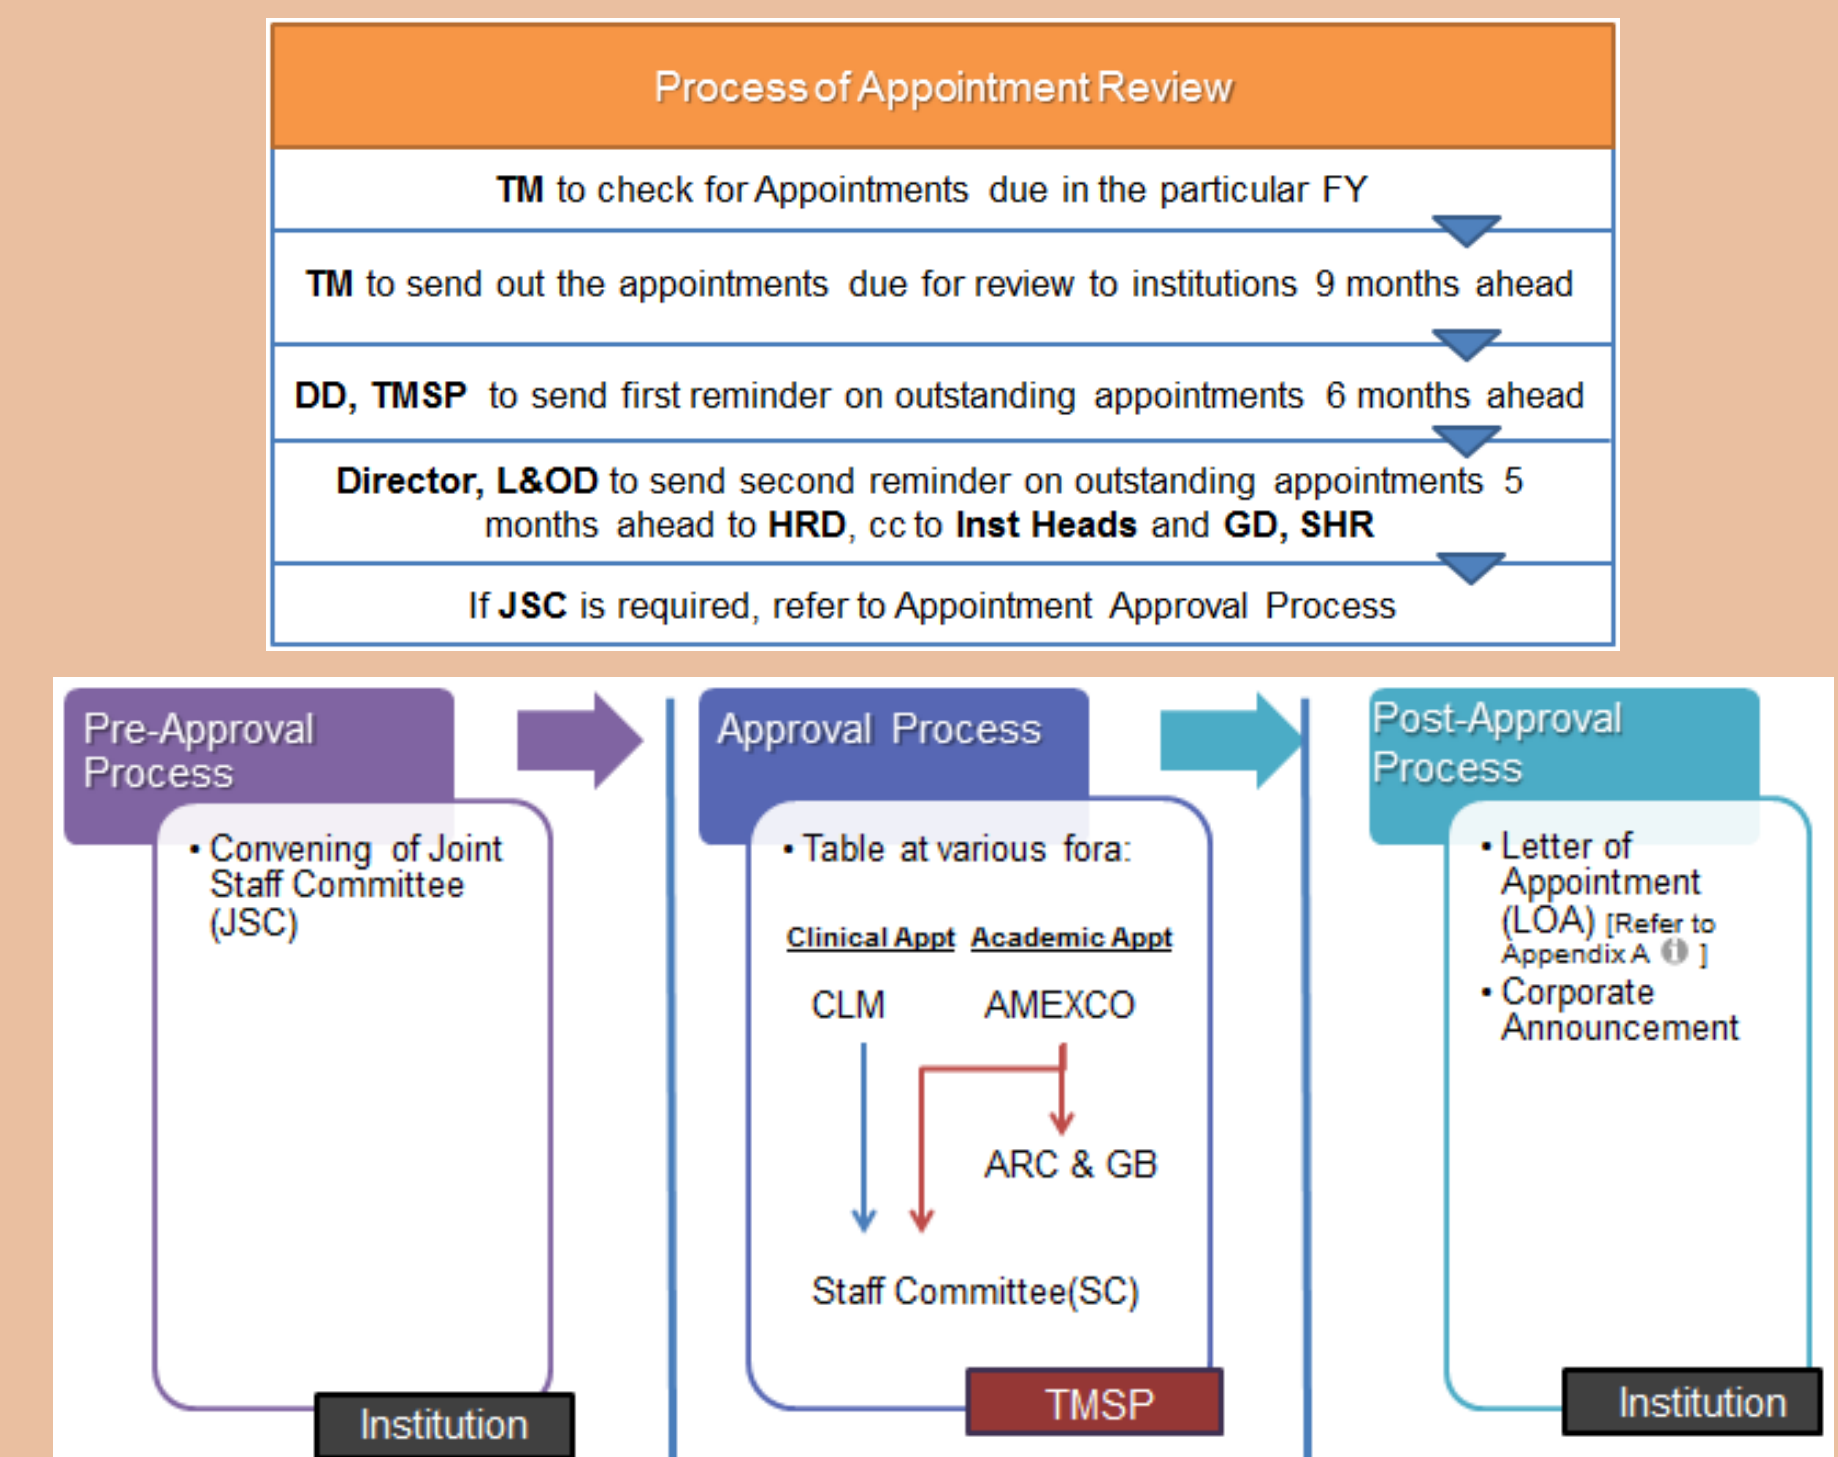 Process of Appointment Review
TM to check for Appointments due in the particular FY
TM to send out the appointments due for review to institutions 9 months ahead
DD, TMSP to send first reminder on outstanding appointments 6 months ahead
Director, L&OD to send second reminder on outstanding appointments 5
months ahead to HRD, cc to Inst Heads and GD, SHR
If JSC is required, refer to Appointment Approval Process
Pre-Approval
Process
• Convening of Joint
Staff Committee
(JSC)
Institution
Approval Process
• Table at various fora:
Clinical Appt Academic Appt
CLM AMEXCO
ARC & GB
Staff Committee(SC)
TMSP
Post-Approval
Process
• Letter of
Appointment
(LOA) [Refer to
Appendix A i ]
• Corporate
Announcement
Institution